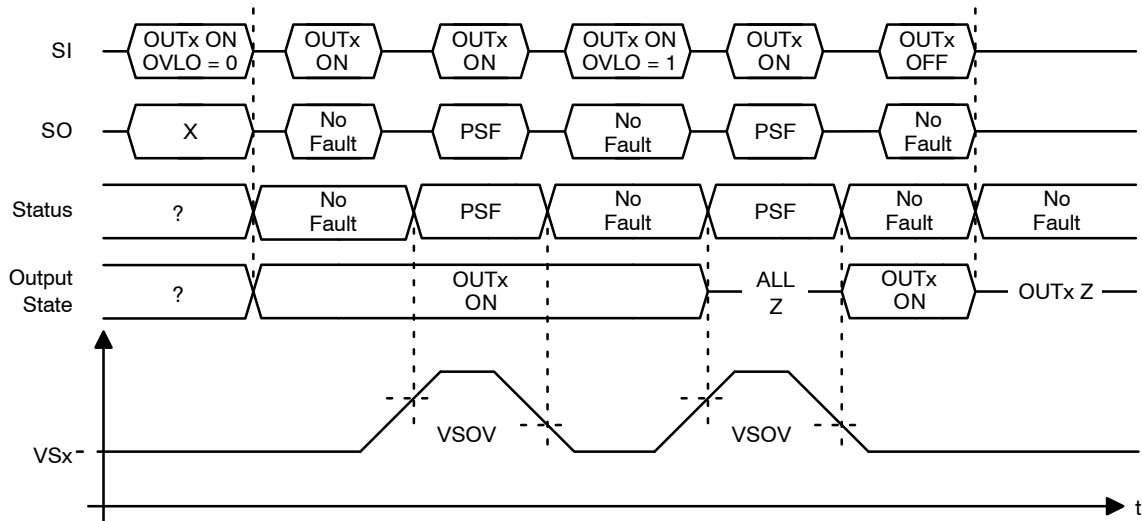 SI
OUTx ON
OVLO = 0
OUTx
ON
OUTx
ON
OUTx ON
OVLO = 1
OUTx
ON
OUTx
OFF
SO
X
No
Fault
PSF
No
Fault
PSF
No
Fault
Status
?
No
Fault
PSF
No
Fault
PSF
No
Fault
No
Fault
Output
State
?
OUTx
ON
ALL
Z
OUTx
ON
OUTx Z
VSOV
VSOV
VSx
t